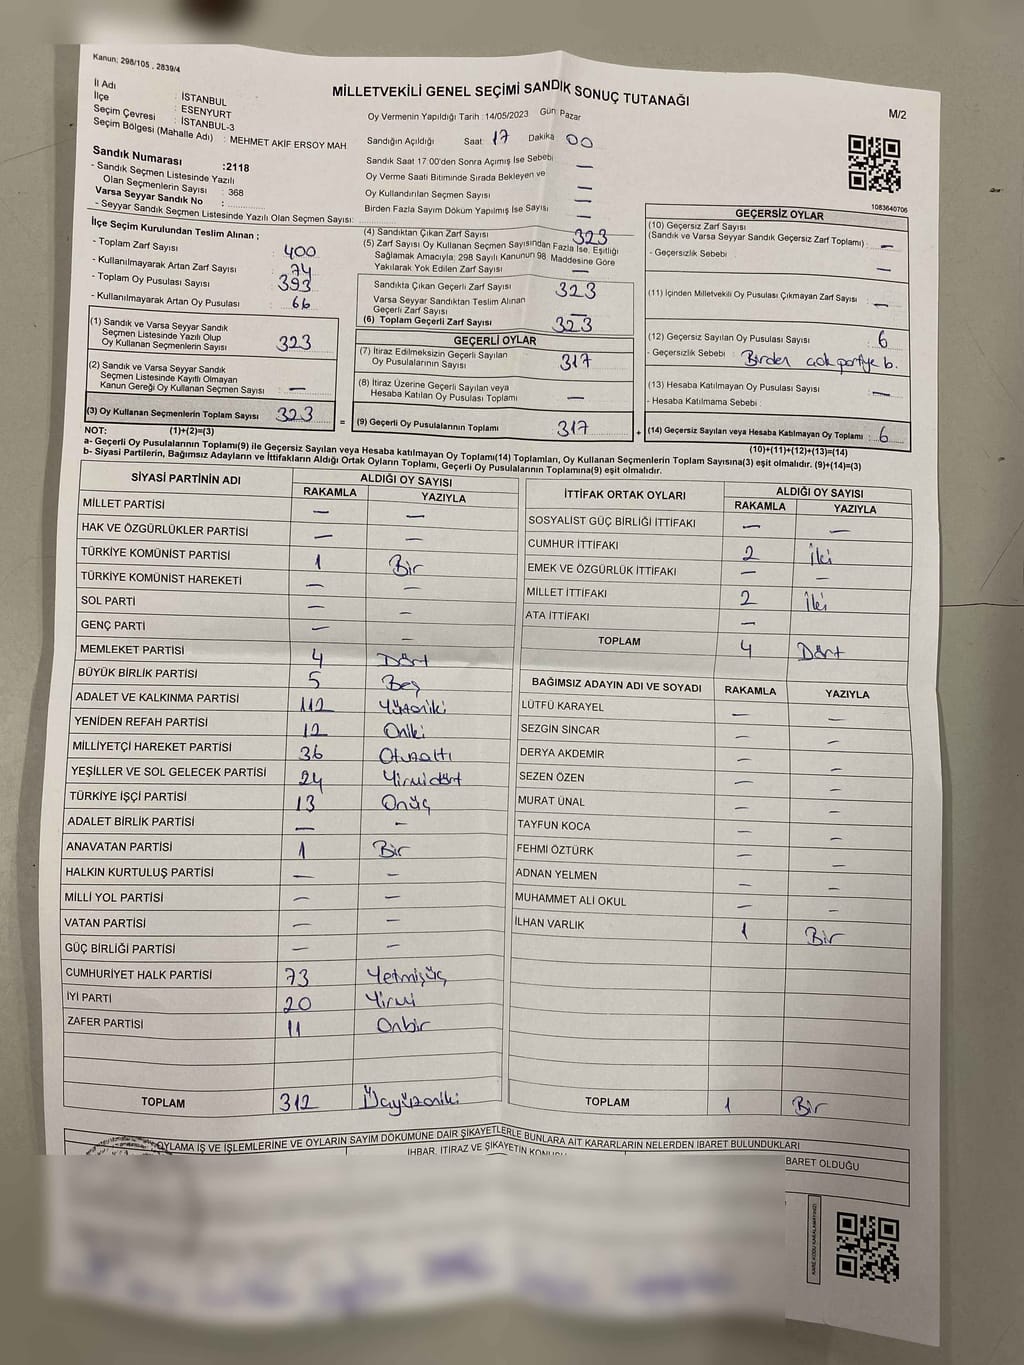 Kanun: 298/105 , 2839/4
MİLLETVEKİLİ GENEL SEÇİMİ SANDIK SONUÇ TUTANAĞI
M/2
İl Adı : İSTANBUL
İlçe : ESENYURT
Seçim Çevresi : İSTANBUL-3
Seçim Bölgesi (Mahalle Adı) : MEHMET AKİF ERSOY MAH
Sandık Numarası :2118
- Sandık Seçmen Listesinde Yazılı
Olan Seçmenlerin Sayısı : 368
Varsa Seyyar Sandık No :
- Seyyar Sandık Seçmen Listesinde Yazılı Olan Seçmen Sayısı:
Oy Vermenin Yapıldığı Tarih :14/05/2023 Gün Pazar
Sandığın Açıldığı Saat 17 Dakika 00
Sandık Saat 17 00'den Sonra Açımış İse Sebebi —
Oy Verme Saati Bitiminde Sırada Bekleyen ve
Oy Kullandırılan Seçmen Sayısı —
Birden Fazla Sayım Döküm Yapılmış İse Sayısı —
1083640706
İlçe Seçim Kurulundan Teslim Alınan ;
- Toplam Zarf Sayısı : 400
- Kullanılmayarak Artan Zarf Sayısı : 74
- Toplam Oy Pusulası Sayısı : 393
- Kullanılmayarak Artan Oy Pusulası : 66
(1) Sandık ve Varsa Seyyar Sandık
Seçmen Listesinde Yazılı Olup
Oy Kullanan Seçmenlerin Sayısı : 323
(2) Sandık ve Varsa Seyyar Sandık
Seçmen Listesinde Kayıtlı Olmayan
Kanun Gereği Oy Kullanan Seçmen Sayısı : —
(3) Oy Kullanan Seçmenlerin Toplam Sayısı : 323
(4) Sandıktan Çıkan Zarf Sayısı 323
(5) Zarf Sayısı Oy Kullanan Seçmen Sayısından Fazla İse, Eşitliği
Sağlamak Amacıyla; 298 Sayılı Kanunun 98 Maddesine Göre
Yakılarak Yok Edilen Zarf Sayısı —
Sandıkta Çıkan Geçerli Zarf Sayısı 323
Varsa Seyyar Sandıktan Teslim Alınan
Geçerli Zarf Sayısı —
(6) Toplam Geçerli Zarf Sayısı 323
GEÇERLİ OYLAR
(7) İtiraz Edilmeksizin Geçerli Sayılan
Oy Pusulalarının Sayısı 317
(8) İtiraz Üzerine Geçerli Sayılan veya
Hesaba Katılan Oy Pusulası Toplamı —
= (9) Geçerli Oy Pusulalarının Toplamı 317
GEÇERSİZ OYLAR
(10) Geçersiz Zarf Sayısı
(Sandık ve Varsa Seyyar Sandık Geçersiz Zarf Toplamı) : —
- Geçersizlik Sebebi : —
(11) İçinden Milletvekili Oy Pusulası Çıkmayan Zarf Sayısı : —
(12) Geçersiz Sayılan Oy Pusulası Sayısı : 6
- Geçersizlik Sebebi : Birden çok partiye b.
(13) Hesaba Katılmayan Oy Pusulası Sayısı : —
- Hesaba Katılmama Sebebi :
+ (14) Geçersiz Sayılan veya Hesaba Katılmayan Oy Toplamı : 6
NOT: (1)+(2)=(3)
(10)+(11)+(12)+(13)=(14)
a- Geçerli Oy Pusulalarının Toplamı(9) ile Geçersiz Sayılan veya Hesaba katılmayan Oy Toplamı(14) Toplamları, Oy Kullanan Seçmenlerin Toplam Sayısına(3) eşit olmalıdır. (9)+(14)=(3)
b- Siyasi Partilerin, Bağımsız Adayların ve İttifakların Aldığı Ortak Oyların Toplamı, Geçerli Oy Pusulalarının Toplamına(9) eşit olmalıdır.
SİYASİ PARTİNİN ADI ALDIĞI OY SAYISI
RAKAMLA YAZIYLA
MİLLET PARTİSİ — —
HAK VE ÖZGÜRLÜKLER PARTİSİ — —
TÜRKİYE KOMÜNİST PARTİSİ 1 Bir
TÜRKİYE KOMÜNİST HAREKETİ — —
SOL PARTİ — —
GENÇ PARTİ — —
MEMLEKET PARTİSİ 4 Dört
BÜYÜK BİRLİK PARTİSİ 5 Beş
ADALET VE KALKINMA PARTİSİ 112 Yüzoniki
YENİDEN REFAH PARTİSİ 12 Oniki
MİLLİYETÇİ HAREKET PARTİSİ 36 Otuzaltı
YEŞİLLER VE SOL GELECEK PARTİSİ 24 Yirmidört
TÜRKİYE İŞÇİ PARTİSİ 13 Onüç
ADALET BİRLİK PARTİSİ — —
ANAVATAN PARTİSİ 1 Bir
HALKIN KURTULUŞ PARTİSİ — —
MİLLİ YOL PARTİSİ — —
VATAN PARTİSİ — —
GÜÇ BİRLİĞİ PARTİSİ — —
CUMHURİYET HALK PARTİSİ 73 Yetmişüç
İYİ PARTİ 20 Yirmi
ZAFER PARTİSİ 11 Onbir
TOPLAM 312 Üçyüzoniki
İTTİFAK ORTAK OYLARI ALDIĞI OY SAYISI
RAKAMLA YAZIYLA
SOSYALİST GÜÇ BİRLİĞİ İTTİFAKI — —
CUMHUR İTTİFAKI 2 İki
EMEK VE ÖZGÜRLÜK İTTİFAKI — —
MİLLET İTTİFAKI 2 İki
ATA İTTİFAKI —
TOPLAM 4 Dört
BAĞIMSIZ ADAYIN ADI VE SOYADI RAKAMLA YAZIYLA
LÜTFÜ KARAYEL — —
SEZGİN SİNCAR — —
DERYA AKDEMİR — —
SEZEN ÖZEN — —
MURAT ÜNAL — —
TAYFUN KOCA — —
FEHMİ ÖZTÜRK — —
ADNAN YELMEN — —
MUHAMMET ALİ OKUL — —
İLHAN VARLIK 1 Bir
TOPLAM 1 Bir
OYLAMA İŞ VE İŞLEMLERİNE VE OYLARIN SAYIM DÖKÜMÜNE DAİR ŞİKAYETLERLE BUNLARA AİT KARARLARIN NELERDEN İBARET BULUNDUKLARI
İHBAR, İTİRAZ VE ŞİKAYETİN KONUSU
İBARET OLDUĞU
KARE KODU KARALAMAYINIZ!